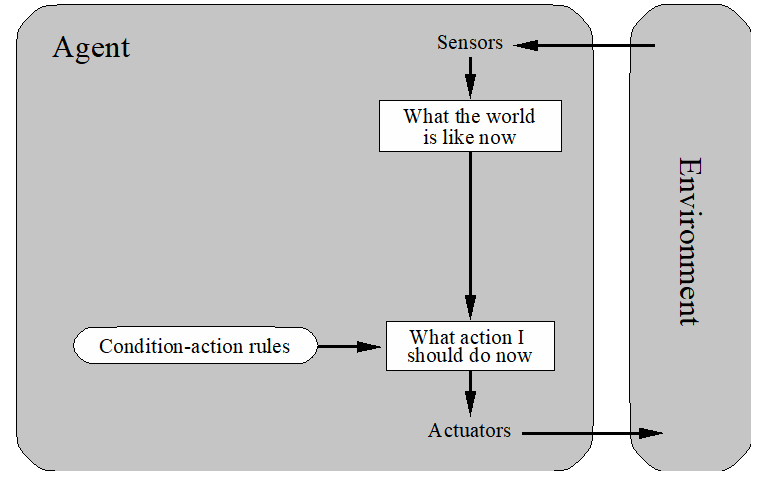 Agent
Sensors
What the world
is like now
Environment
Condition-action rules
What action I
should do now
Actuators